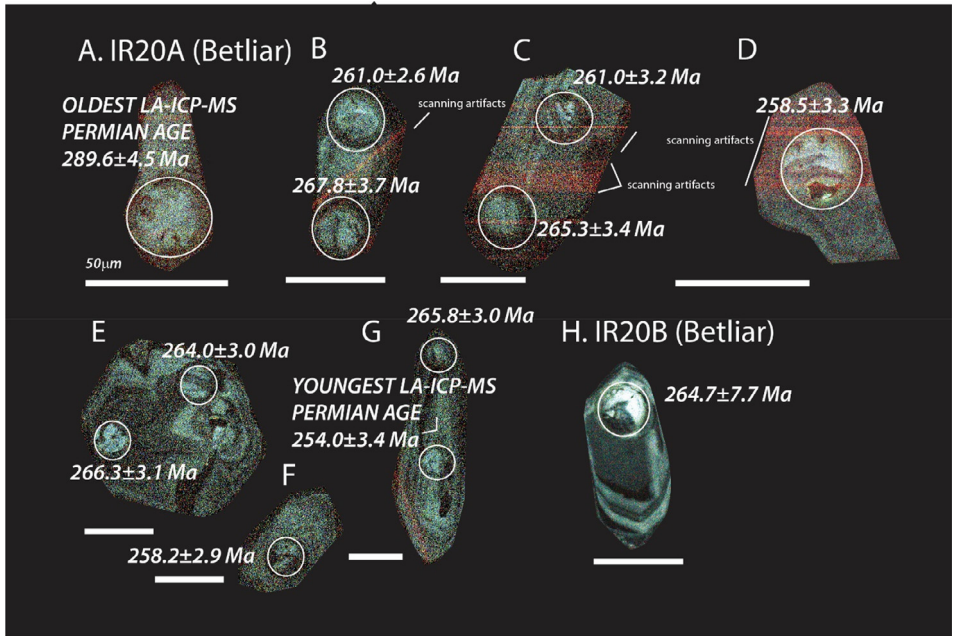 A. IR20A (Betliar)
OLDEST LA-ICP-MS
PERMIAN AGE
289.6±4.5 Ma
50μm
B
261.0±2.6 Ma
scanning artifacts
267.8±3.7 Ma
C
261.0±3.2 Ma
scanning artifacts
265.3±3.4 Ma
D
258.5±3.3 Ma
scanning artifacts
E
264.0±3.0 Ma
266.3±3.1 Ma
F
258.2±2.9 Ma
G
265.8±3.0 Ma
YOUNGEST LA-ICP-MS
PERMIAN AGE
254.0±3.4 Ma
H. IR20B (Betliar)
264.7±7.7 Ma